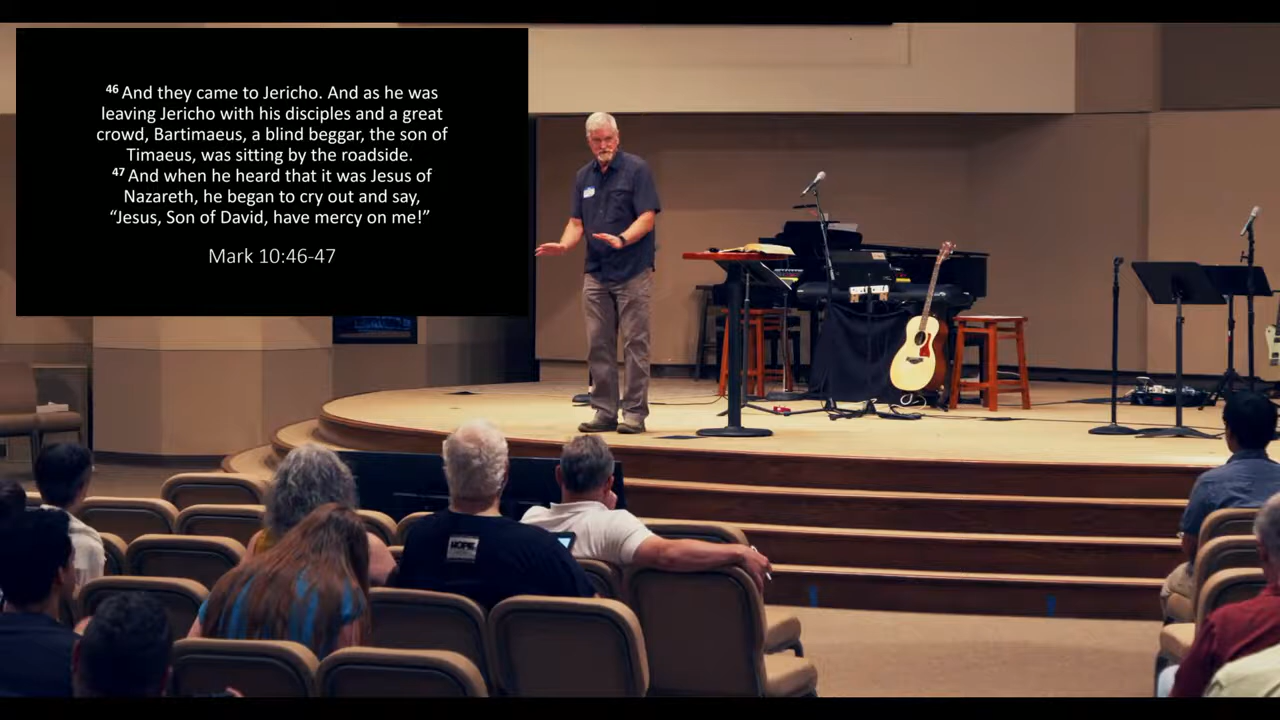 46 And they came to Jericho. And as he was
leaving Jericho with his disciples and a great
crowd, Bartimaeus, a blind beggar, the son of
Timaeus, was sitting by the roadside.
47 And when he heard that it was Jesus of
Nazareth, he began to cry out and say,
“Jesus, Son of David, have mercy on me!”
Mark 10:46-47
HOPE